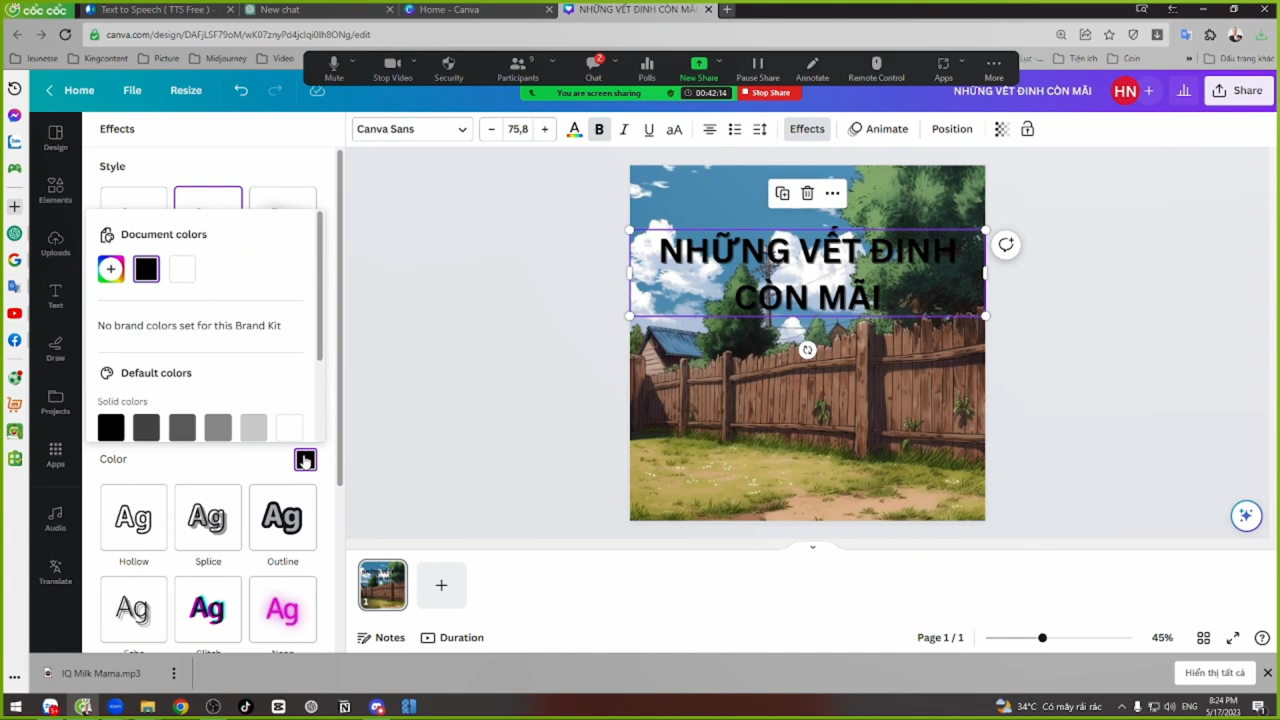 CỐC CỐC
Text to Speech ( TTS Free ) -
New chat
Home - Canva
NHỮNG VẾT ĐINH CÒN MÃI
canva.com/design/DAFjLSF79oM/wK07znyPd4jclqi0Ih8ONg/edit
Jeunesse
Kingcontent
Picture
Midjourney
Video
Tiện ích
Coin
Dấu trang khác
Mute
Stop Video
Security
Participants
9
Chat
2
Polls
New Share
Pause Share
Annotate
Remote Control
Apps
More
You are screen sharing
00:42:14
Stop Share
Home
File
Resize
NHỮNG VẾT ĐINH CÒN MÃI
HN
Share
Design
Elements
Uploads
Text
Draw
Projects
Apps
Audio
Translate
Effects
Style
Document colors
No brand colors set for this Brand Kit
Default colors
Solid colors
Color
Ag
Ag
Ag
Hollow
Splice
Outline
Ag
Ag
Ag
Canva Sans
75,8
A
B
I
U
aA
Effects
Animate
Position
NHỮNG VẾT ĐINH
CÒN MÃI
1
Notes
Duration
Page 1 / 1
45%
IQ Milk Mama.mp3
Hiển thị tất cả
34°C Có mây rải rác
ENG
8:24 PM
5/17/2023